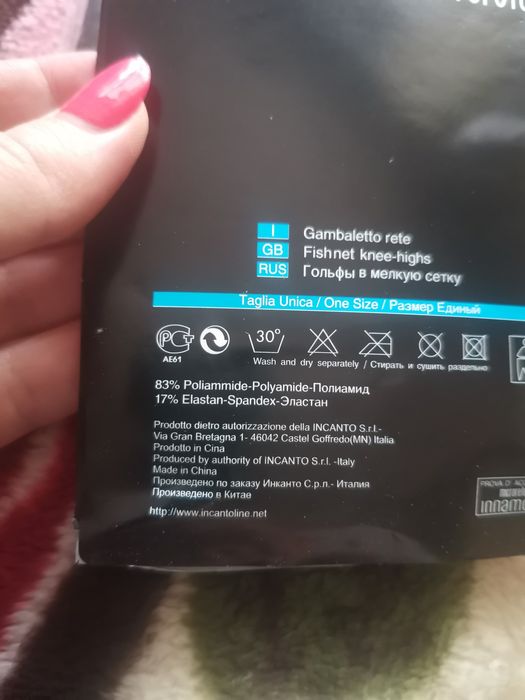 I Gambaletto rete
GB Fishnet knee-highs
RUS Гольфы в мелкую сетку
Taglia Unica / One Size / Размер Единый
РСТ 30°
AE61
Wash and dry separately / Стирать и сушить раздельно
83% Poliammide-Polyamide-Полиамид
17% Elastan-Spandex-Эластан
Prodotto dietro autorizzazione della INCANTO S.r.l.-
Via Gran Bretagna 1- 46042 Castel Goffredo(MN) Italia
Prodotto in Cina
Produced by authority of INCANTO S.r.l. -Italy
Made in China
Произведено по заказу Инканто С.р.л.- Италия
Произведено в Китае
http://www.incantoline.net
PROVA D'